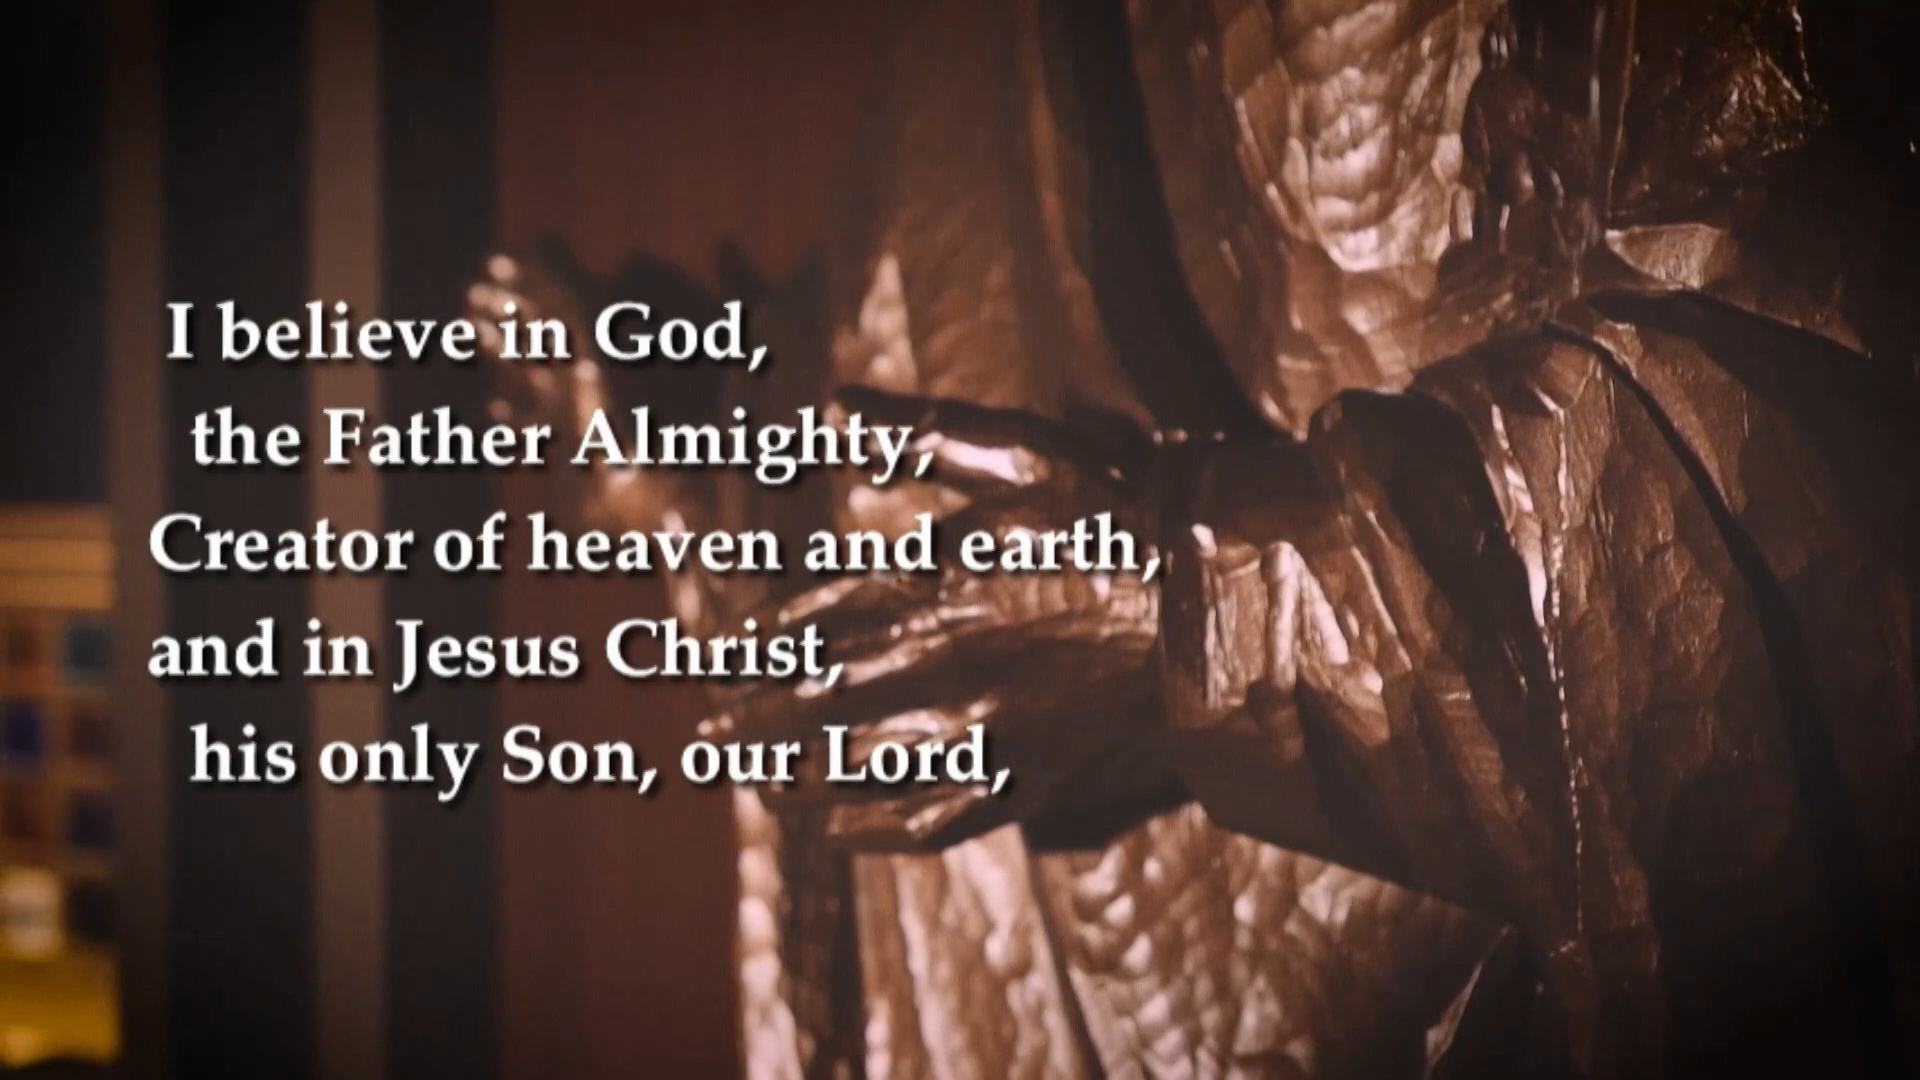 I believe in God,
the Father Almighty,
Creator of heaven and earth,
and in Jesus Christ,
his only Son, our Lord,